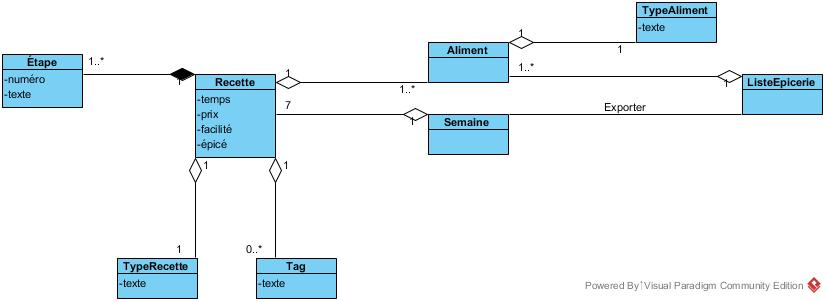 TypeAliment
-texte
1
1
Aliment
Étape
-numéro
-texte
1..*
1
Recette
-temps
-prix
-facilité
-épicé
1
1..*
1..*
1
ListeEpicerie
7
1
Semaine
Exporter
1
1
1
0..*
TypeRecette
-texte
Tag
-texte
Powered By Visual Paradigm Community Edition